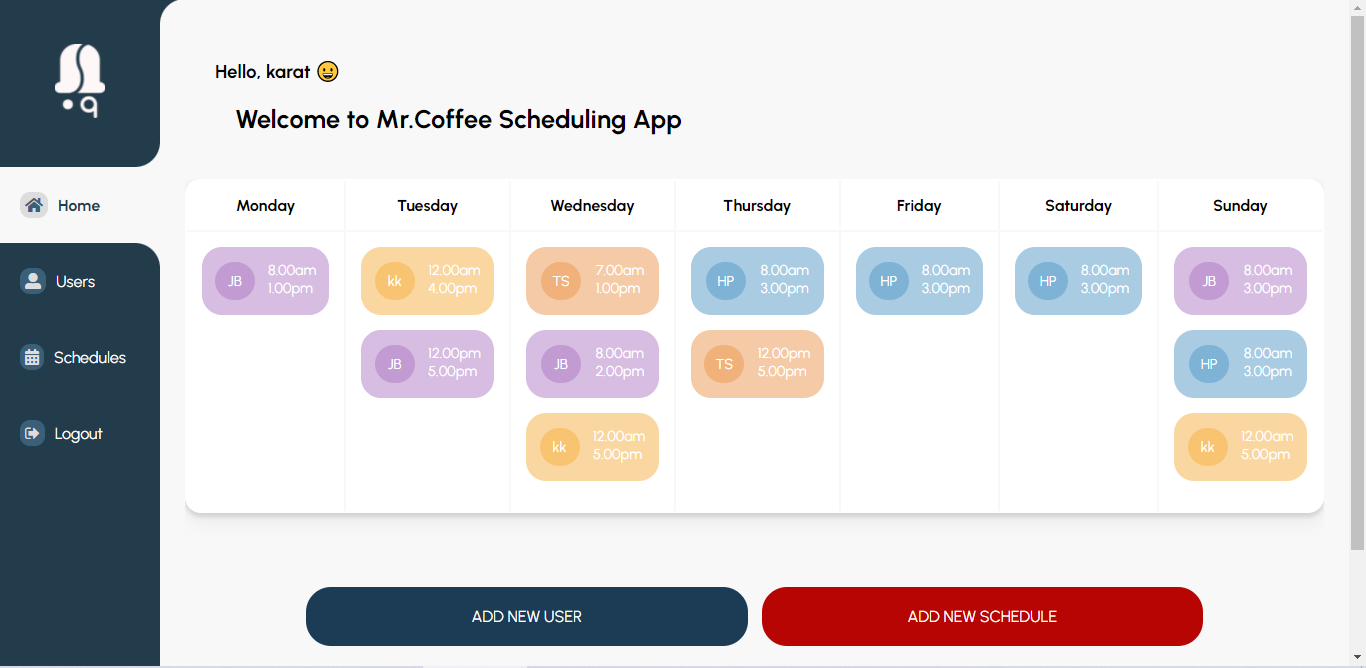 Hello, karat 😀
Welcome to Mr.Coffee Scheduling App
Home
Users
Schedules
Logout
Monday
JB
8.00am
1.00pm
Tuesday
kk
12.00am
4.00pm
JB
12.00pm
5.00pm
Wednesday
TS
7.00am
1.00pm
JB
8.00am
2.00pm
kk
12.00am
5.00pm
Thursday
HP
8.00am
3.00pm
TS
12.00pm
5.00pm
Friday
HP
8.00am
3.00pm
Saturday
HP
8.00am
3.00pm
Sunday
JB
8.00am
3.00pm
HP
8.00am
3.00pm
kk
12.00am
5.00pm
ADD NEW USER
ADD NEW SCHEDULE